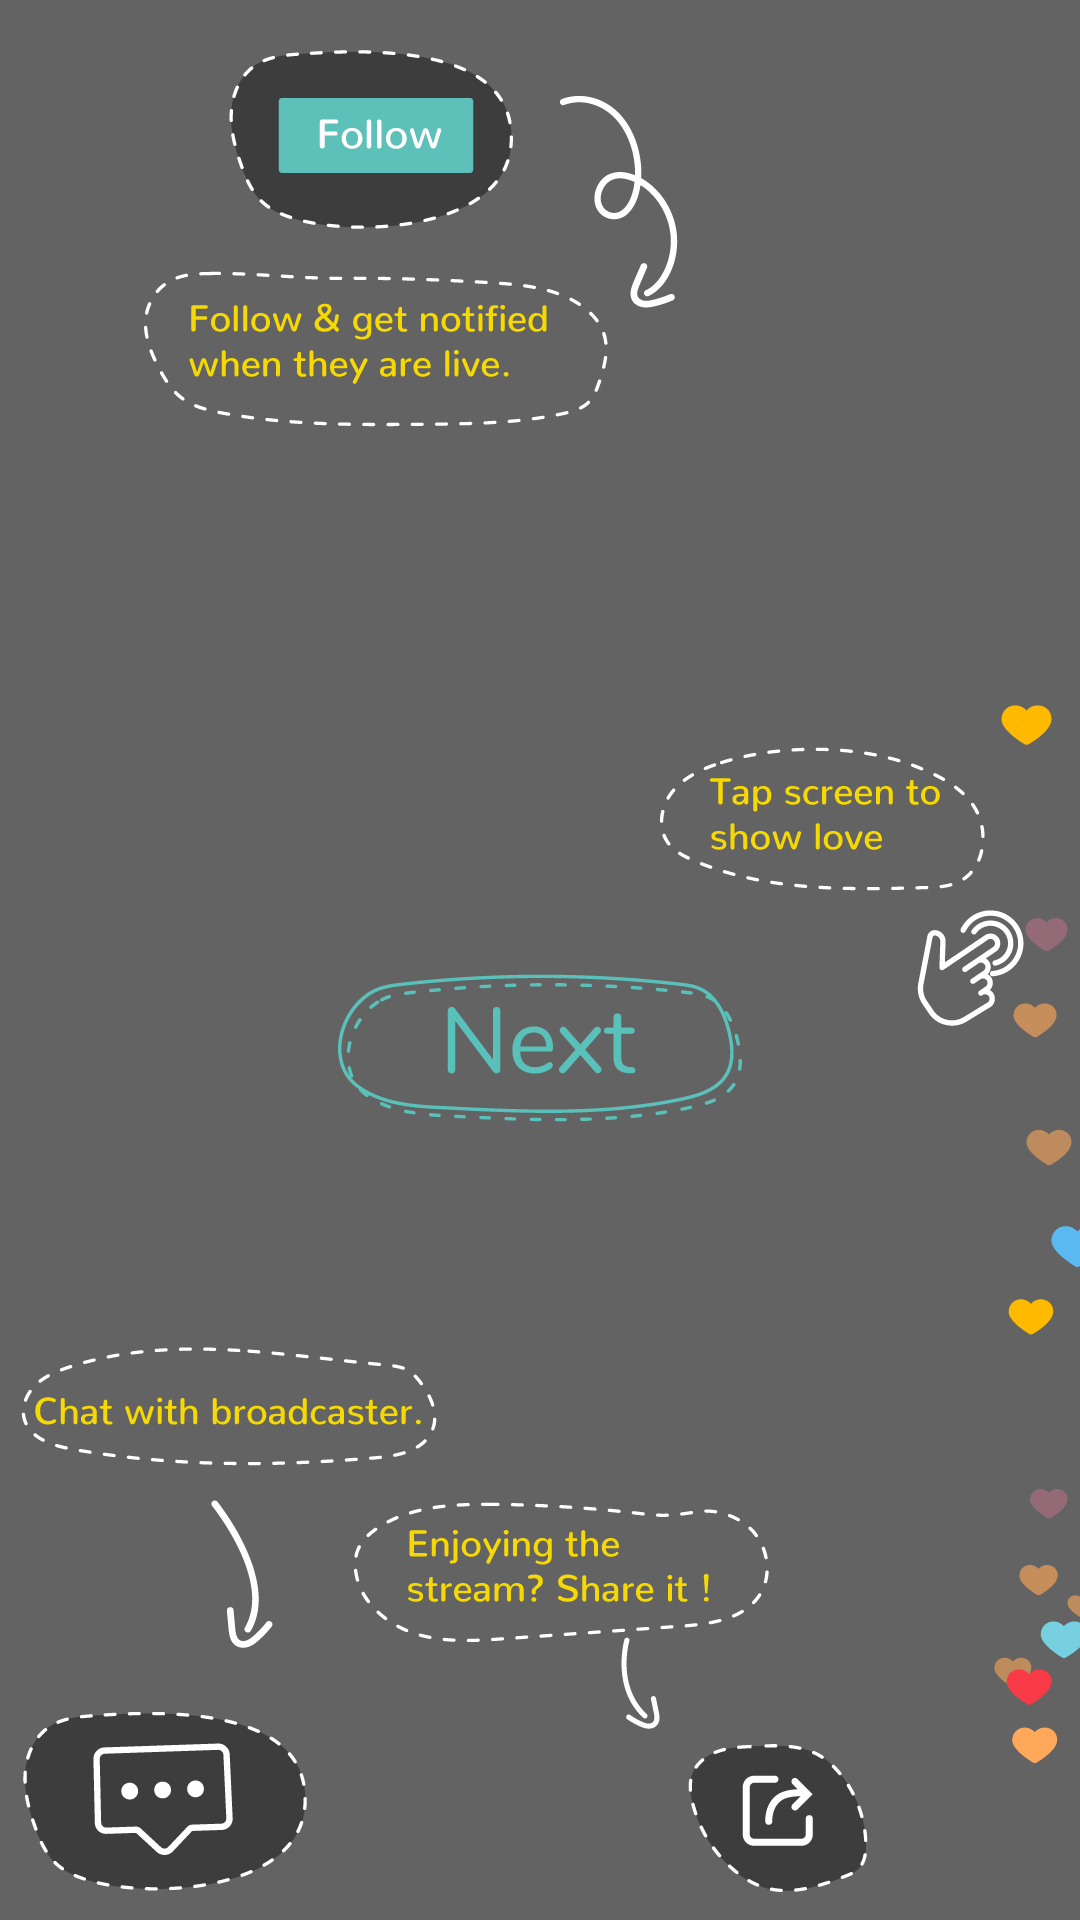 Follow
Follow & get notified
when they are live.
Tap screen to
show love
Next
Chat with broadcaster.
Enjoying the
stream? Share it !